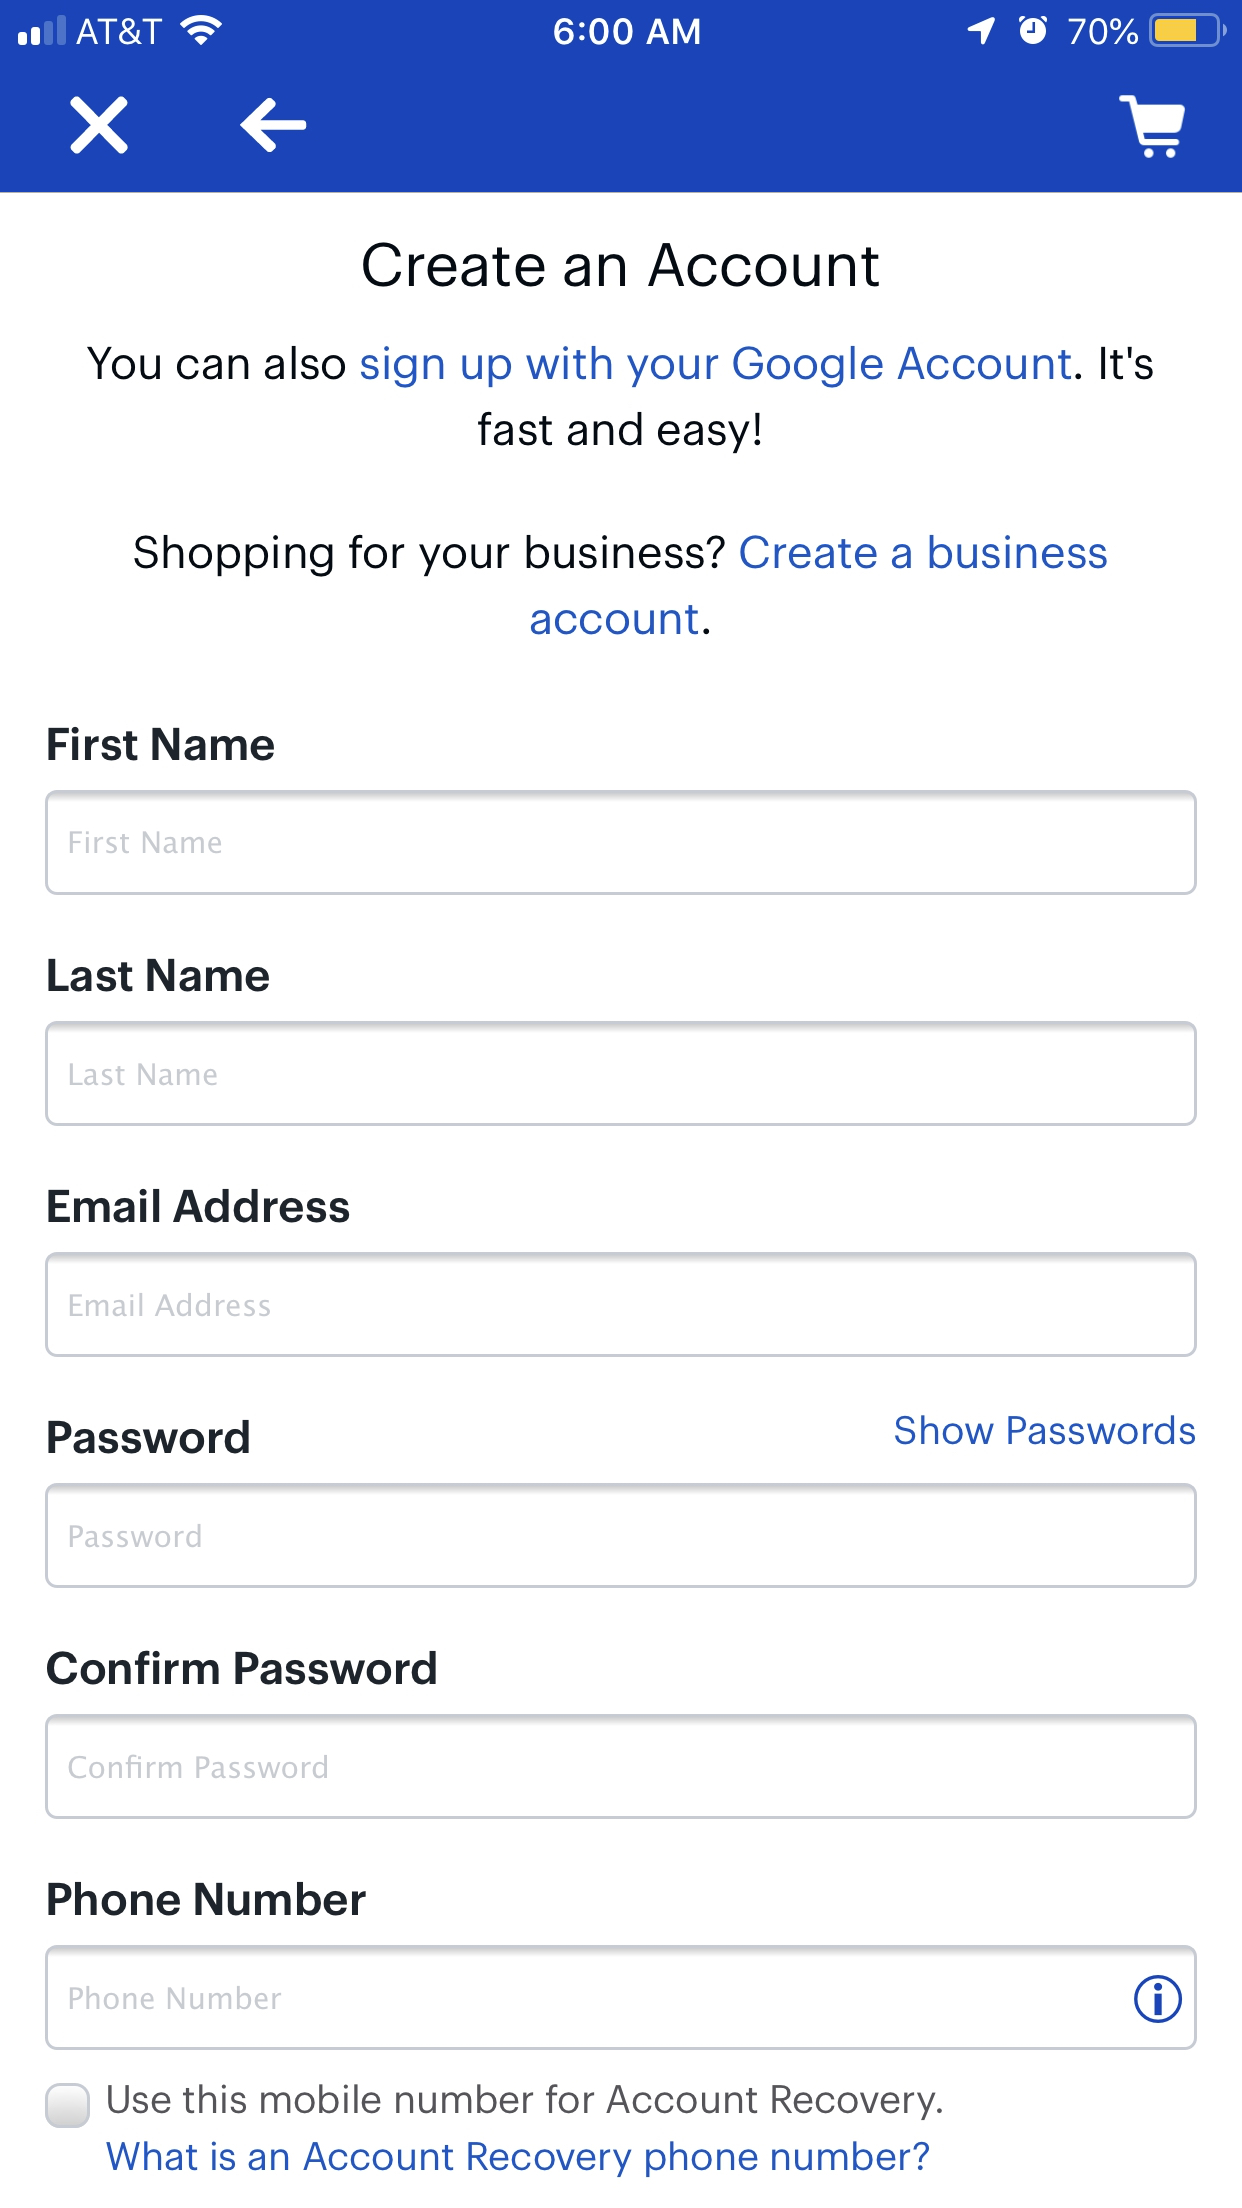 AT&T 6:00 AM 70%
Create an Account
You can also sign up with your Google Account. It's
fast and easy!
Shopping for your business? Create a business
account.
First Name
First Name
Last Name
Last Name
Email Address
Email Address
Password Show Passwords
Password
Confirm Password
Confirm Password
Phone Number
Phone Number
Use this mobile number for Account Recovery.
What is an Account Recovery phone number?